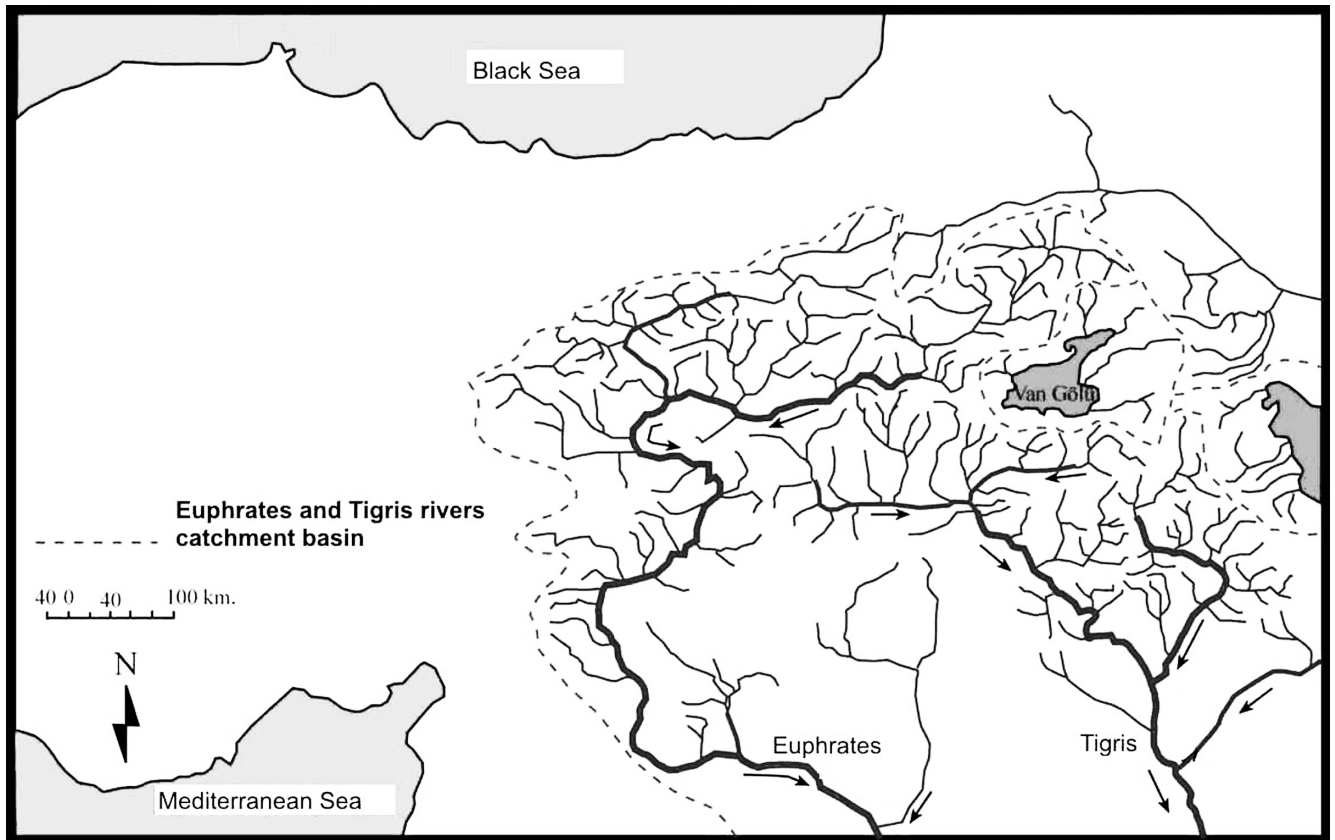 Black Sea
Van Gölü
Euphrates and Tigris rivers
catchment basin
40 0 40 100 km.
N
Euphrates
Tigris
Mediterranean Sea